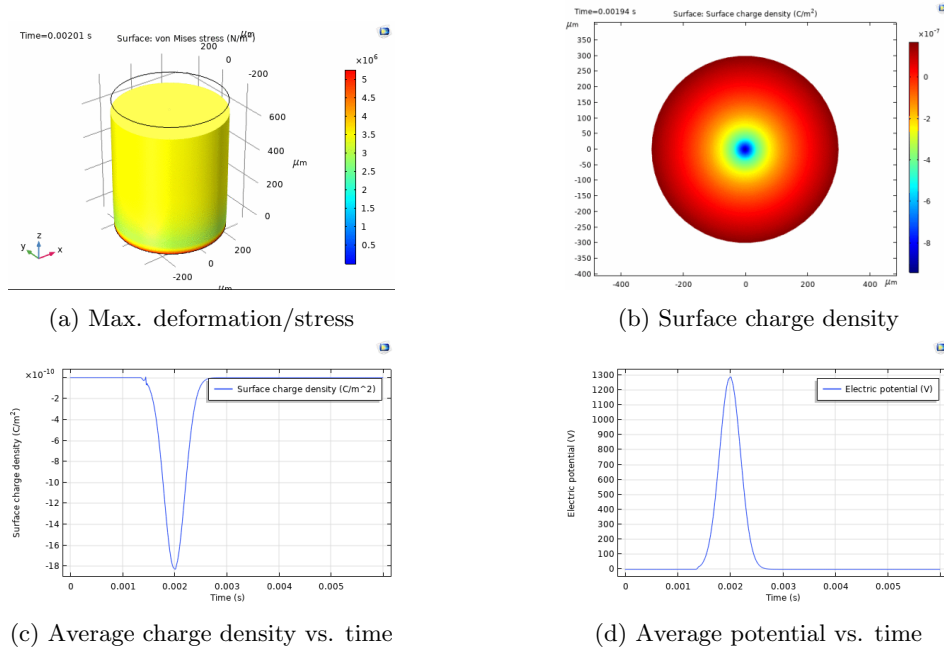 Time=0.00201 s
Surface: von Mises stress (N/m²)
μm
200
0
-200
×10⁶
5
4.5
4
3.5
3
2.5
2
1.5
1
0.5
600
400
μm
200
0
200
0
-200
μm
z
y
x
(a) Max. deformation/stress
Time=0.00194 s
Surface: Surface charge density (C/m²)
μm
350
300
250
200
150
100
50
0
-50
-100
-150
-200
-250
-300
-350
-400
-400 -200 0 200 400 μm
×10⁻⁷
0
-2
-4
-6
-8
(b) Surface charge density
×10⁻¹⁰
Surface charge density (C/m^2)
Surface charge density (C/m²)
-2
-4
-6
-8
-10
-12
-14
-16
-18
0 0.001 0.002 0.003 0.004 0.005
Time (s)
(c) Average charge density vs. time
Electric potential (V)
Electric potential (V)
1300
1200
1100
1000
900
800
700
600
500
400
300
200
100
0
0 0.001 0.002 0.003 0.004 0.005
Time (s)
(d) Average potential vs. time